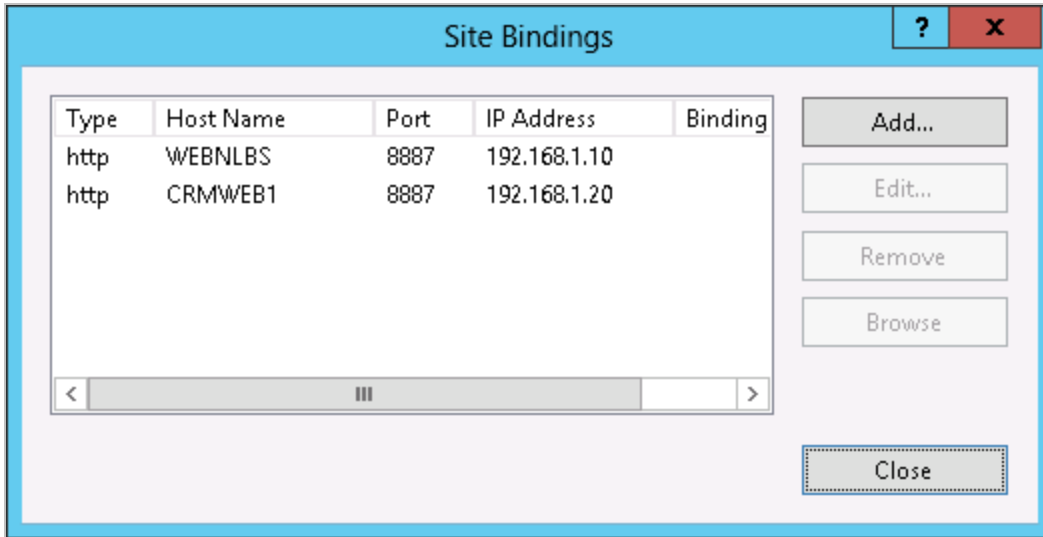 Site Bindings
?
x
Type Host Name Port IP Address Binding
http WEBNLBS 8887 192.168.1.10
http CRMWEB1 8887 192.168.1.20
Add...
Edit...
Remove
Browse
Close